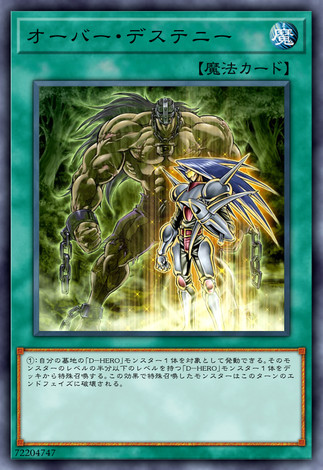 オーバー・デステニー
魔
【魔法カード】
①：自分の墓地の「D-HERO」モンスター１体を対象として発動できる。そのモ
ンスターのレベルの半分以下のレベルを持つ「D-HERO」モンスター１体をデ
ッキから特殊召喚する。この効果で特殊召喚したモンスターはこのターンのエ
ンドフェイズに破壊される。
72204747